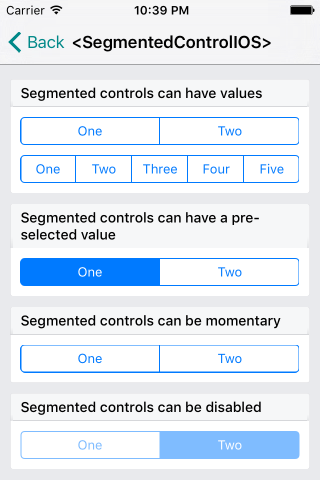 Carrier 10:39 PM
Back <SegmentedControlIOS>
Segmented controls can have values
One Two
One Two Three Four Five
Segmented controls can have a pre-
selected value
One Two
Segmented controls can be momentary
One Two
Segmented controls can be disabled
One Two